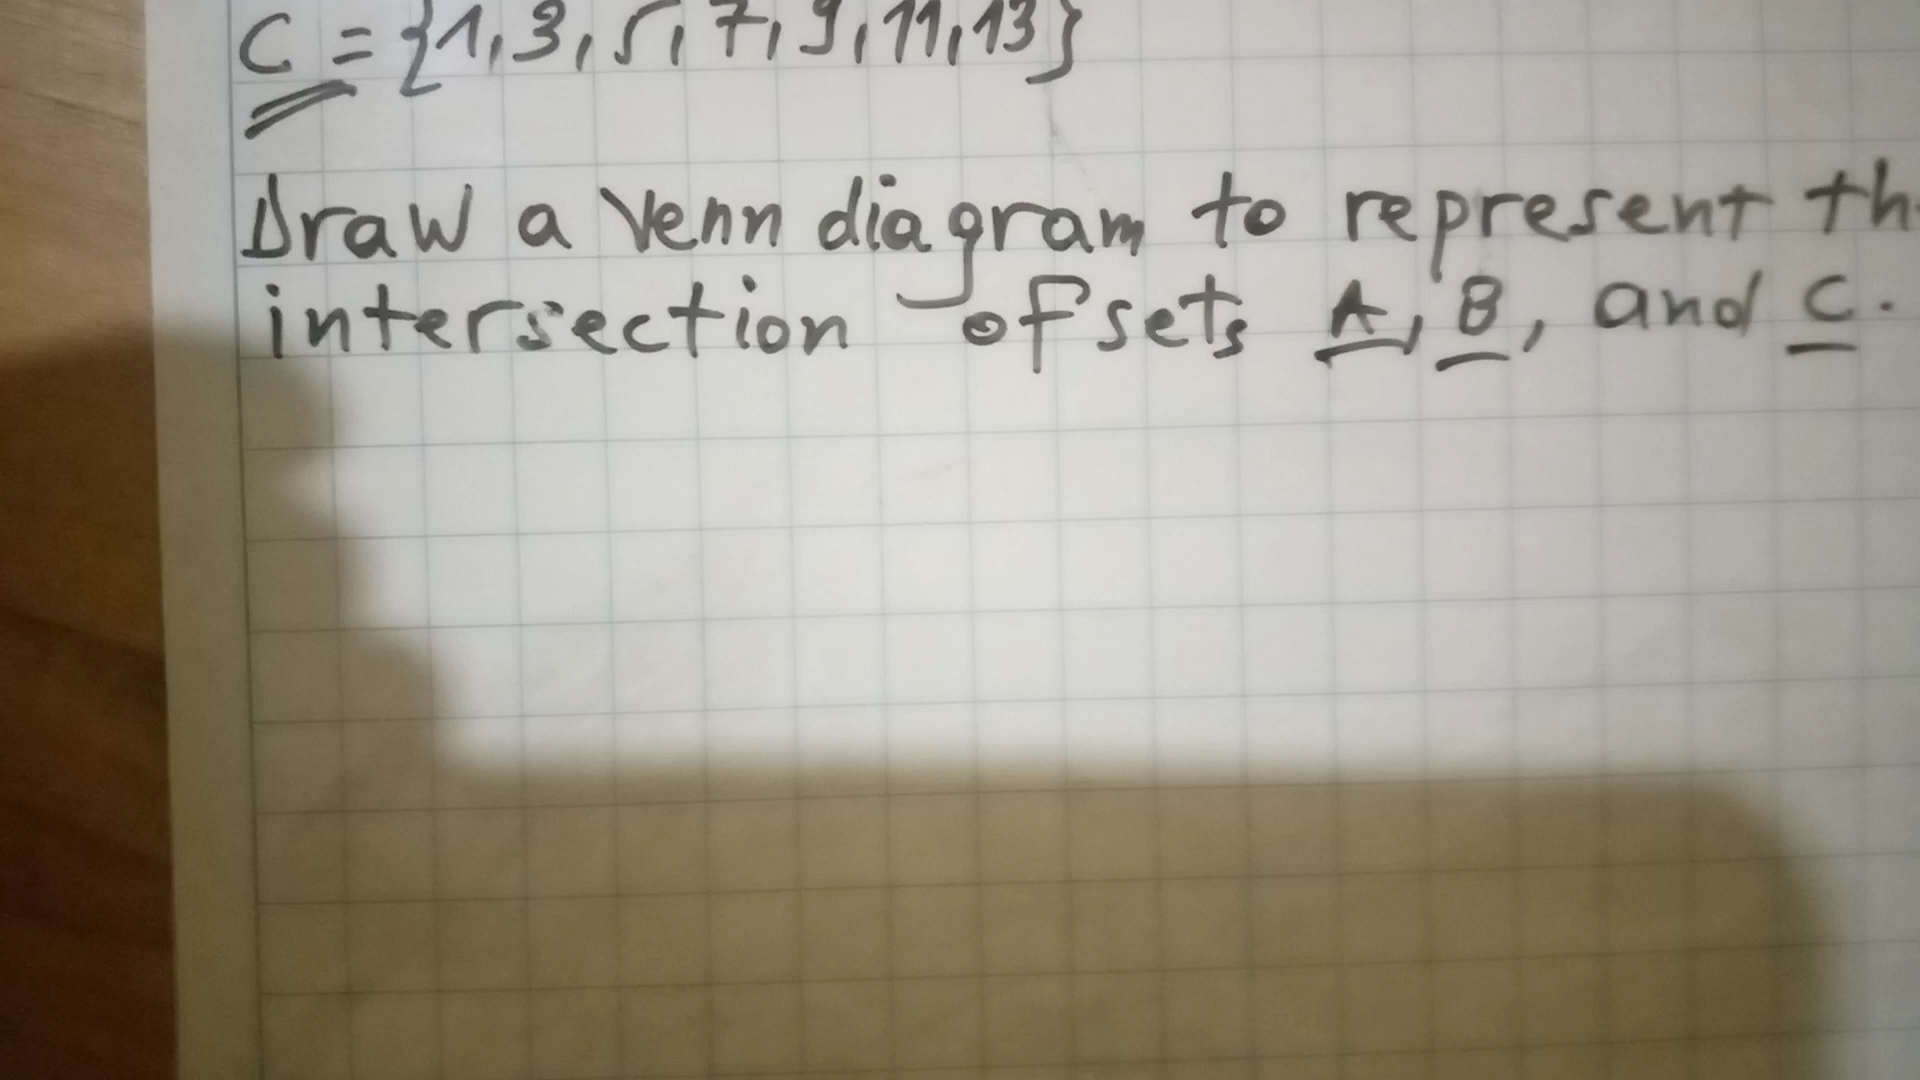 C = {1, 3, 5, 7, 9, 11, 13}
Draw a Venn diagram to represent th
intersection of sets A, B, and C.